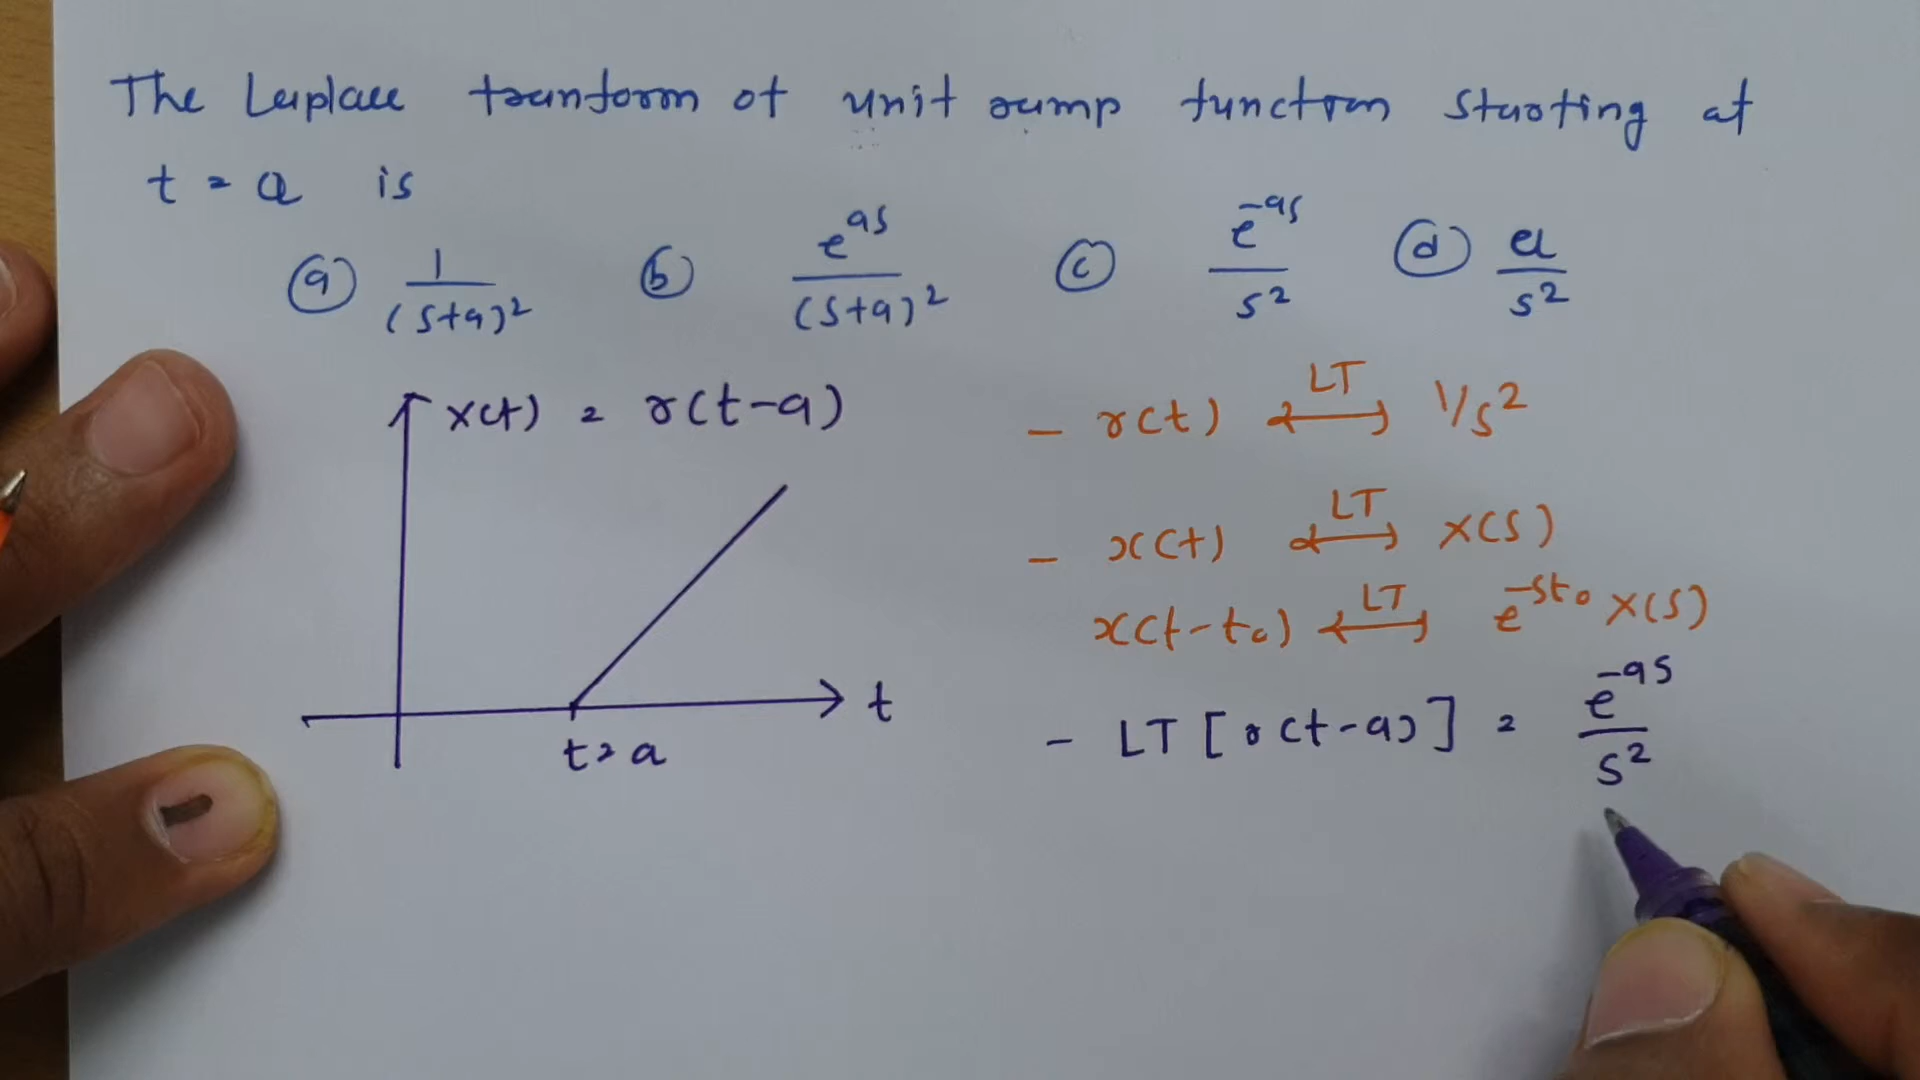 The Laplace transform of unit ramp function starting at
t = a is
(a) 1/(s+a)² (b) e^as/(s+a)² (c) e^-as/s² (d) a/s²
x(t) = r(t-a)
t
t=a
- r(t) <-LT-> 1/s²
- x(t) <-LT-> X(s)
x(t-t₀) <-LT-> e^-st₀ X(s)
- LT[r(t-a)] = e^-as/s²